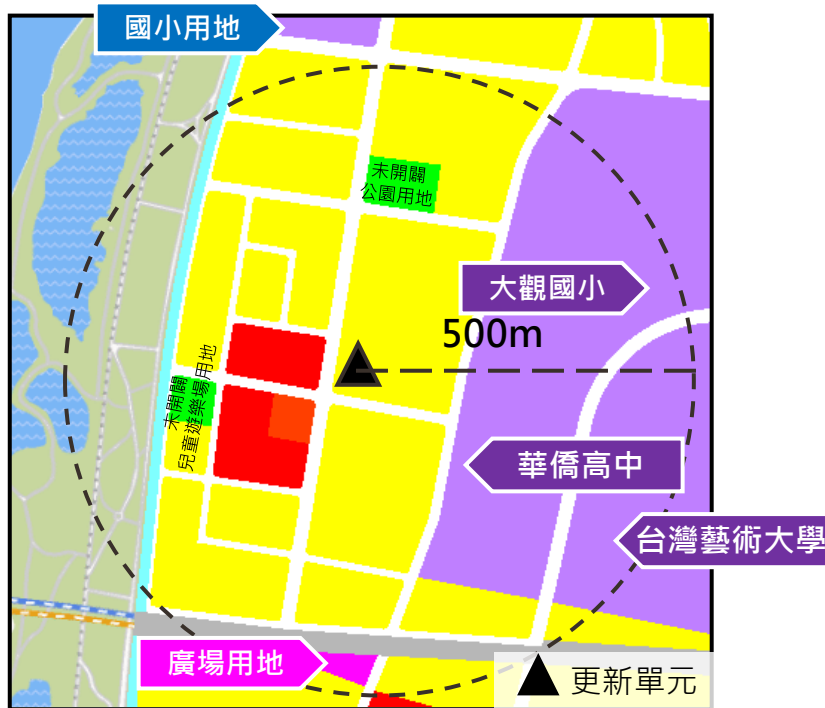 國小用地
未開闢
公園用地
大觀國小
500m
未開闢
兒童遊樂場用地
華僑高中
台灣藝術大學
廣場用地
更新單元